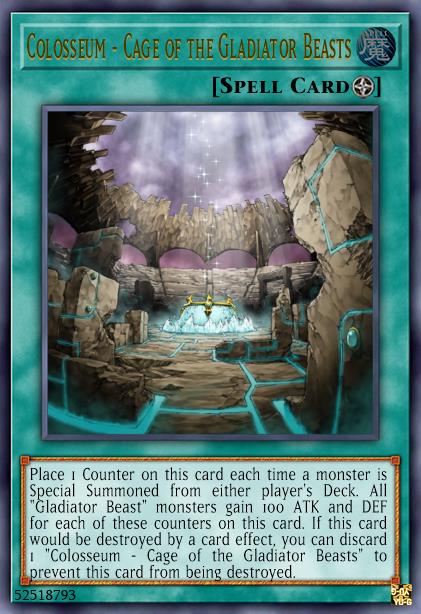 Colosseum - Cage of the Gladiator Beasts
[Spell Card]
Place 1 Counter on this card each time a monster is
Special Summoned from either player's Deck. All
"Gladiator Beast" monsters gain 100 ATK and DEF
for each of these counters on this card. If this card
would be destroyed by a card effect, you can discard
1 "Colosseum - Cage of the Gladiator Beasts" to
prevent this card from being destroyed.
52518793